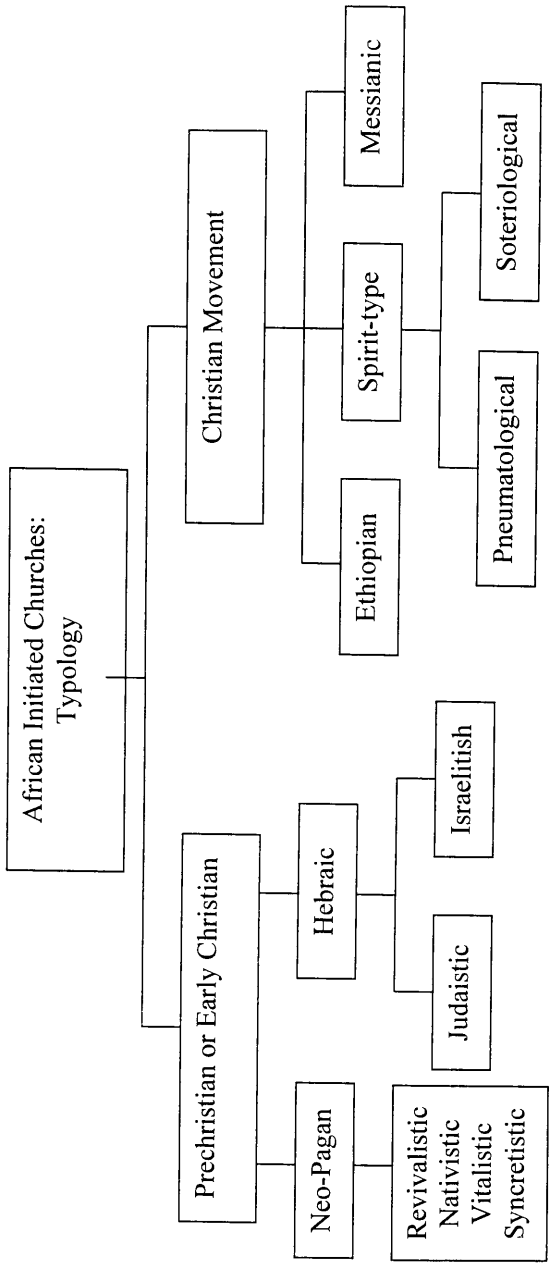 African Initiated Churches:
Typology
Prechristian or Early Christian
Christian Movement
Neo-Pagan
Hebraic
Ethiopian
Spirit-type
Messianic
Revivalistic
Nativistic
Vitalistic
Syncretistic
Judaistic
Israelitish
Pneumatological
Soteriological